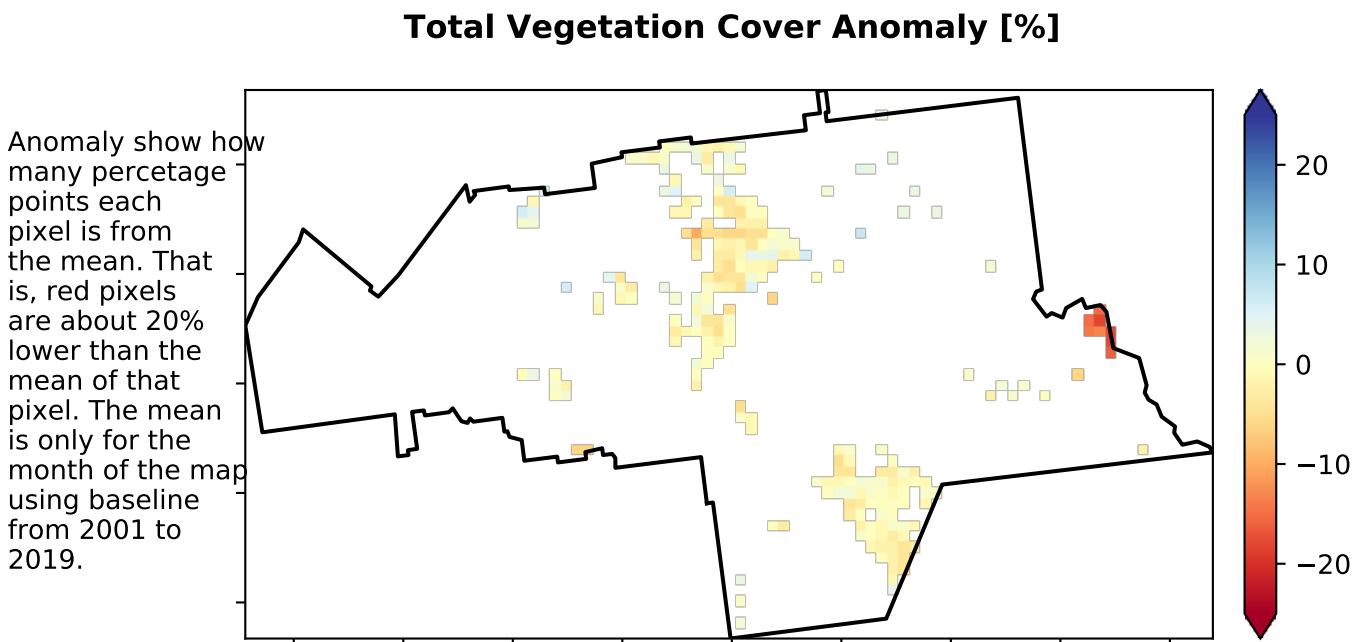 Total Vegetation Cover Anomaly [%]
Anomaly show how
many percetage
points each
pixel is from
the mean. That
is, red pixels
are about 20%
lower than the
mean of that
pixel. The mean
is only for the
month of the map
using baseline
from 2001 to
2019.
20
10
0
−10
−20